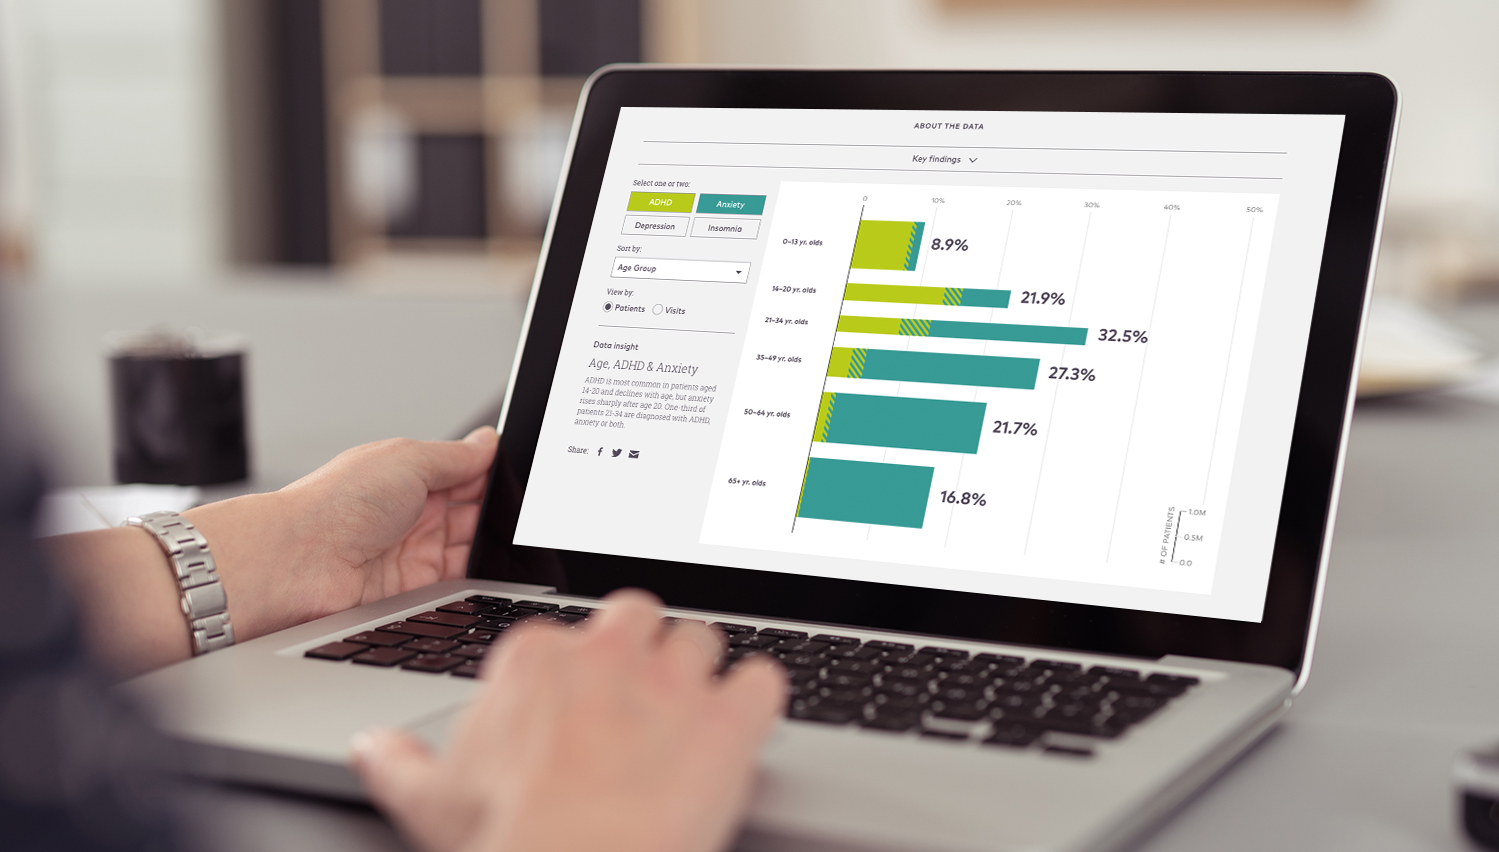 ABOUT THE DATA
Key findings
Select one or two:
ADHD Anxiety
Depression Insomnia
Sort by:
Age Group
View by:
Patients Visits
Data insight
Age, ADHD & Anxiety
ADHD is most common in patients aged
14-20 and declines with age, but anxiety
rises sharply after age 20. One-third of
patients 21-34 are diagnosed with ADHD,
anxiety or both.
Share:
0 10% 20% 30% 40% 50%
0–13 yr. olds 8.9%
14–20 yr. olds 21.9%
21–34 yr. olds 32.5%
35–49 yr. olds 27.3%
50–64 yr. olds 21.7%
65+ yr. olds 16.8%
# OF PATIENTS
1.0M
0.5M
0.0